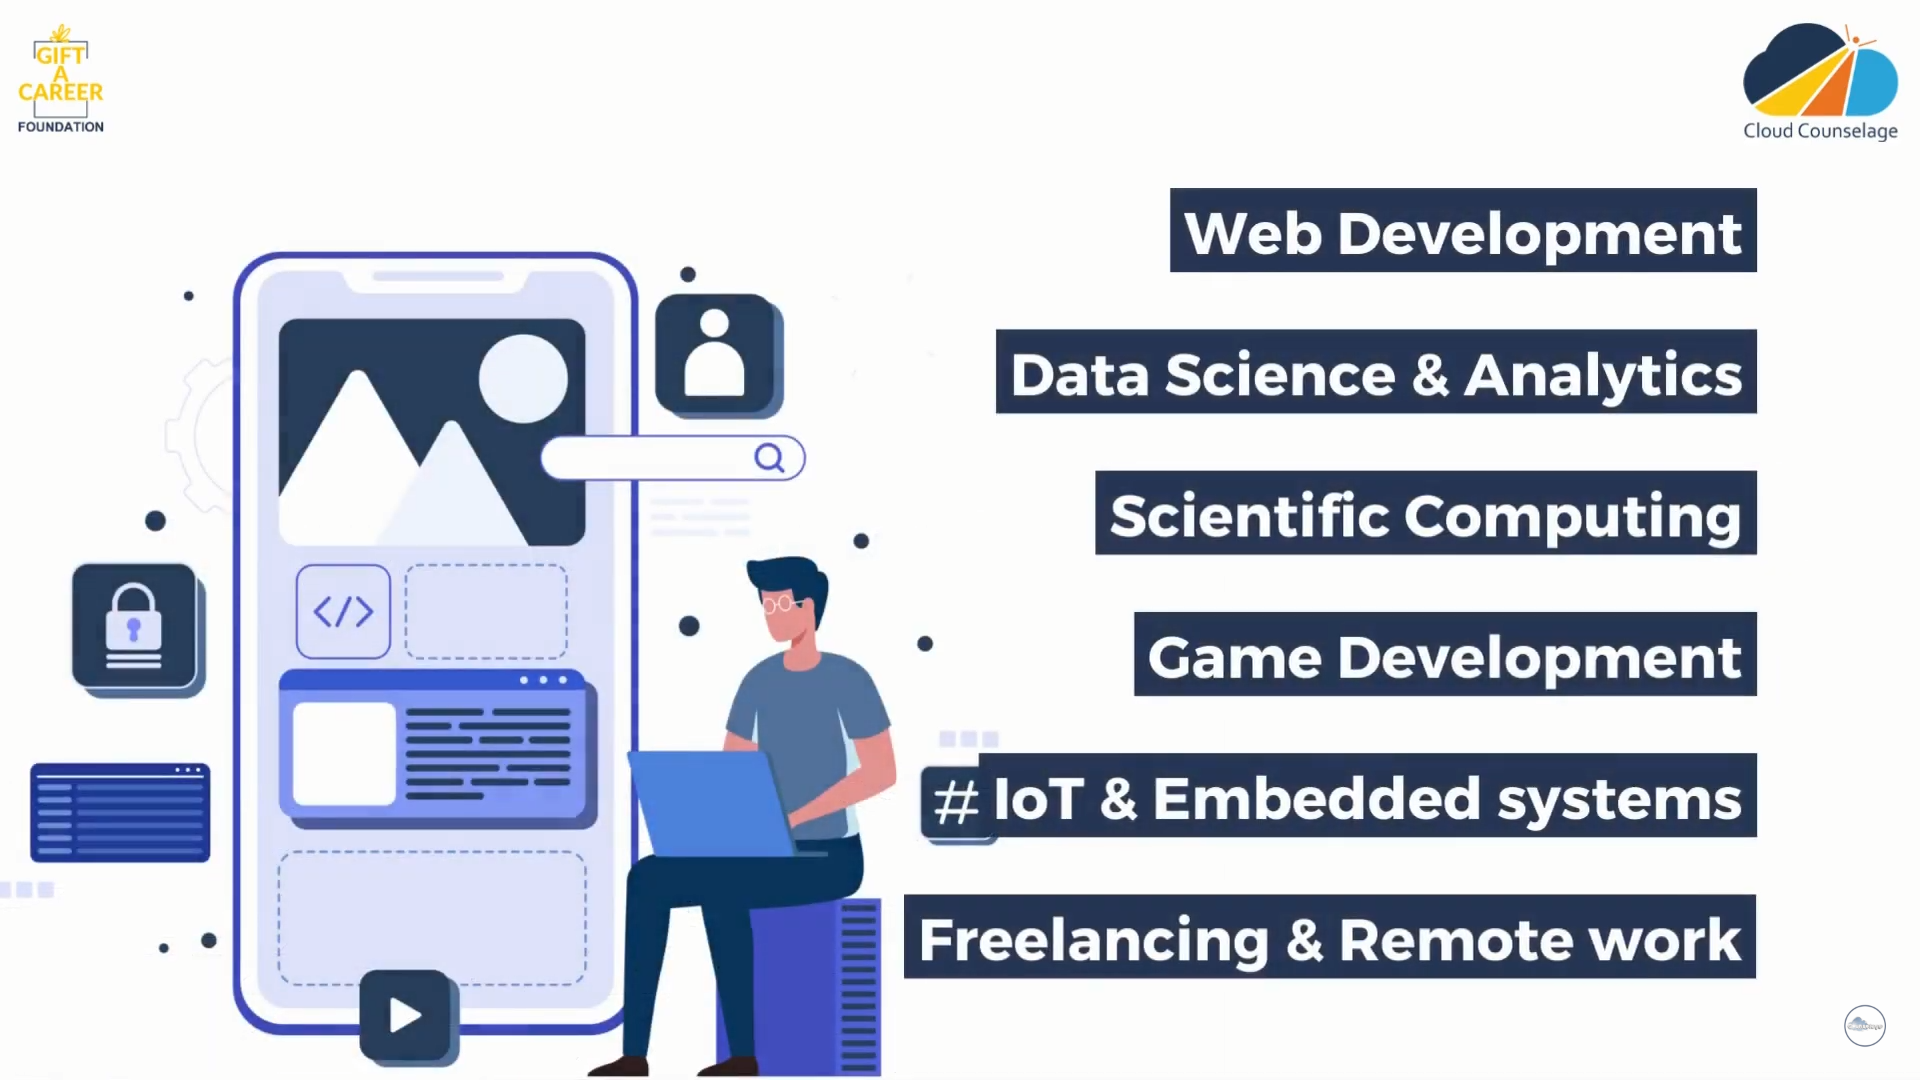 GIFT
A
CAREER
FOUNDATION
Cloud Counselage
Web Development
Data Science & Analytics
Scientific Computing
Game Development
</>
# IoT & Embedded systems
Freelancing & Remote work